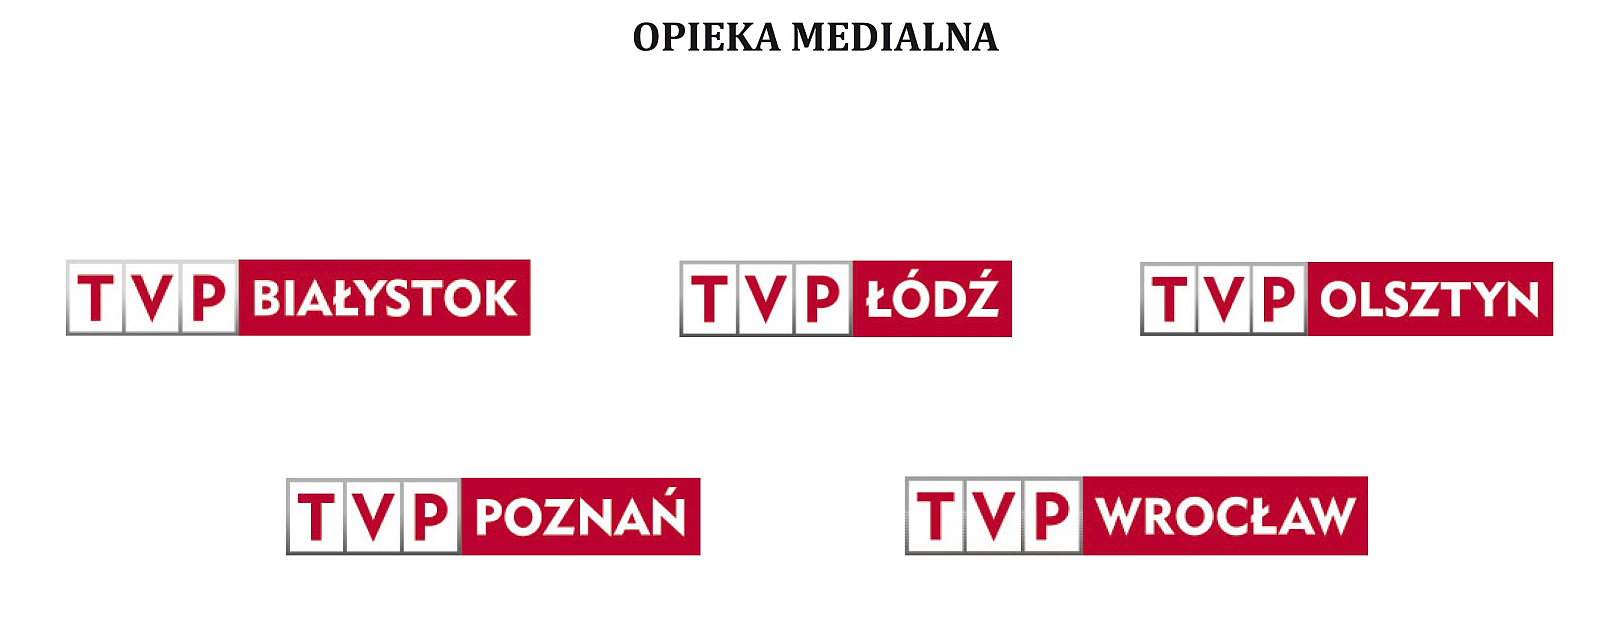 OPIEKA MEDIALNA
TVP BIAŁYSTOK
TVP ŁÓDŹ
TVP OLSZTYN
TVP POZNAŃ
TVP WROCŁAW